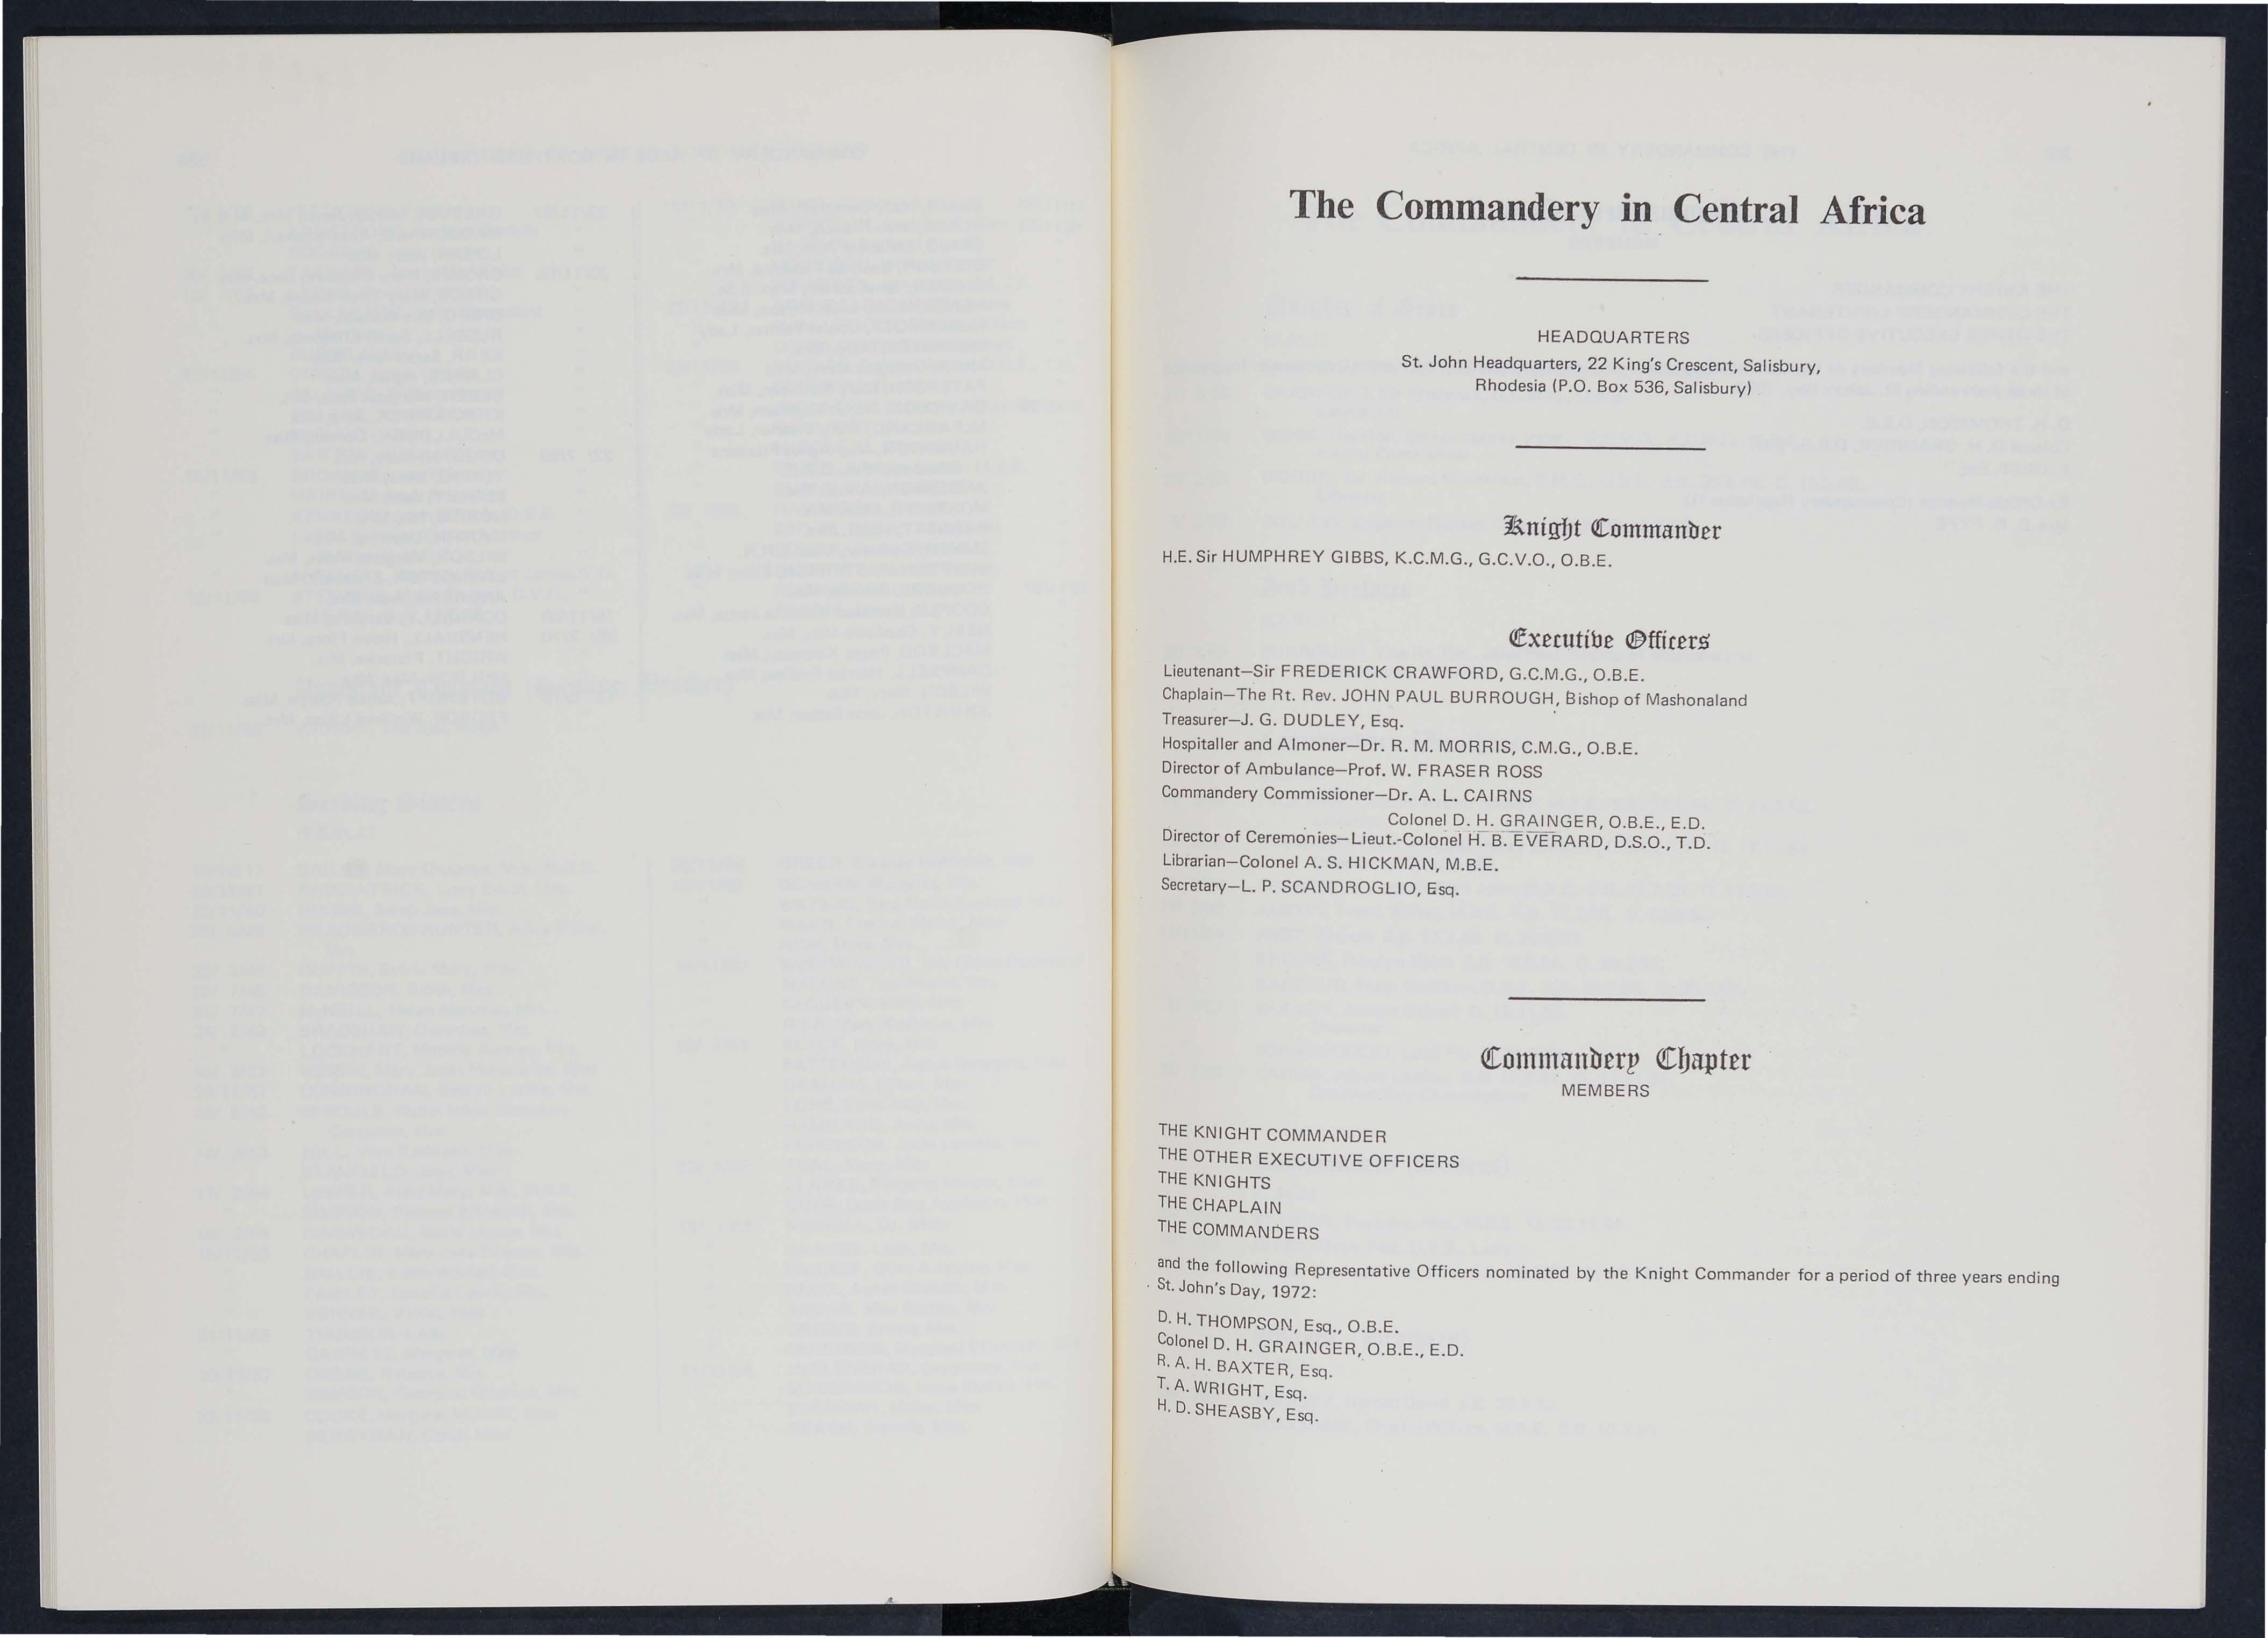 The Commandery in Central Africa
HEADQUARTERS
St. John Headquarters, 22 King's Crescent, Salisbury,
Rhodesia (P.O. Box 536, Salisbury)
Knight Commander
H.E. Sir HUMPHREY GIBBS, K.C.M.G., G.C.V.O., O.B.E.
Executive Officers
Lieutenant—Sir FREDERICK CRAWFORD, G.C.M.G., O.B.E.
Chaplain—The Rt. Rev. JOHN PAUL BURROUGH, Bishop of Mashonaland
Treasurer—J. G. DUDLEY, Esq.
Hospitaller and Almoner—Dr. R. M. MORRIS, C.M.G., O.B.E.
Director of Ambulance—Prof. W. FRASER ROSS
Commandery Commissioner—Dr. A. L. CAIRNS
Colonel D. H. GRAINGER, O.B.E., E.D.
Director of Ceremonies—Lieut.-Colonel H. B. EVERARD, D.S.O., T.D.
Librarian—Colonel A. S. HICKMAN, M.B.E.
Secretary—L. P. SCANDROGLIO, Esq.
Commandery Chapter
MEMBERS
THE KNIGHT COMMANDER
THE OTHER EXECUTIVE OFFICERS
THE KNIGHTS
THE CHAPLAIN
THE COMMANDERS
and the following Representative Officers nominated by the Knight Commander for a period of three years ending
St. John's Day, 1972:
D. H. THOMPSON, Esq., O.B.E.
Colonel D. H. GRAINGER, O.B.E., E.D.
R. A. H. BAXTER, Esq.
T. A. WRIGHT, Esq.
H. D. SHEASBY, Esq.